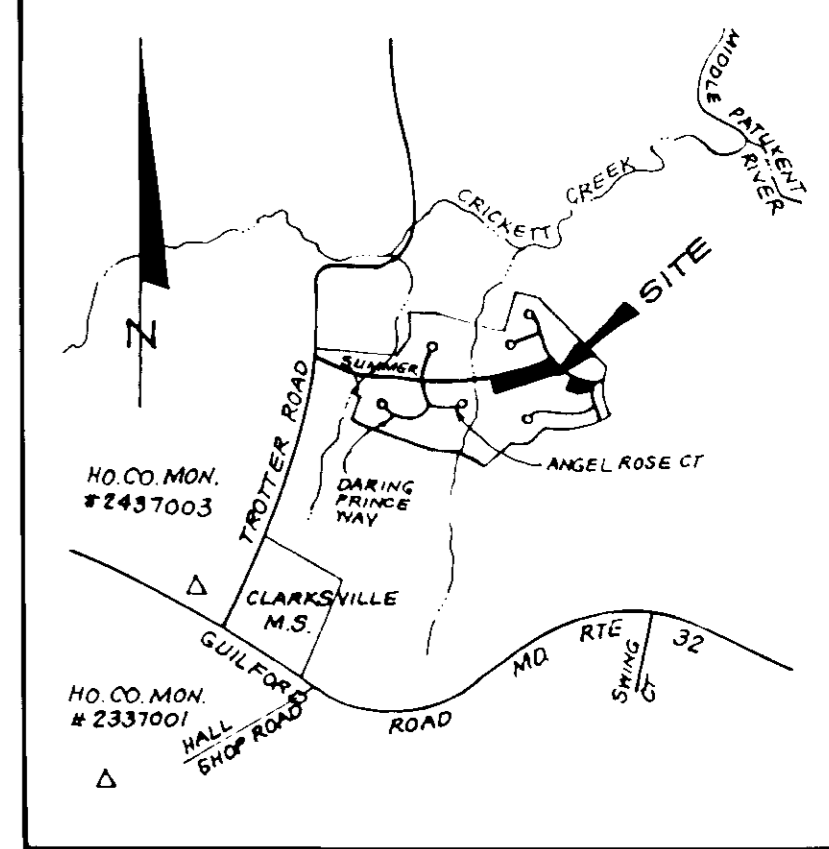 MIDDLE PATUXENT
RIVER
CRICKETT CREEK
SITE
N
SUMMER
TROTTER ROAD
ANGEL ROSE CT
DARING
PRINCE
WAY
HO.CO.MON.
#2437003
CLARKSVILLE
M.S.
GUILFORD ROAD
MD. RTE 32
SWING
CT
HO.CO.MON.
#2337001
HALL
SHOP ROAD